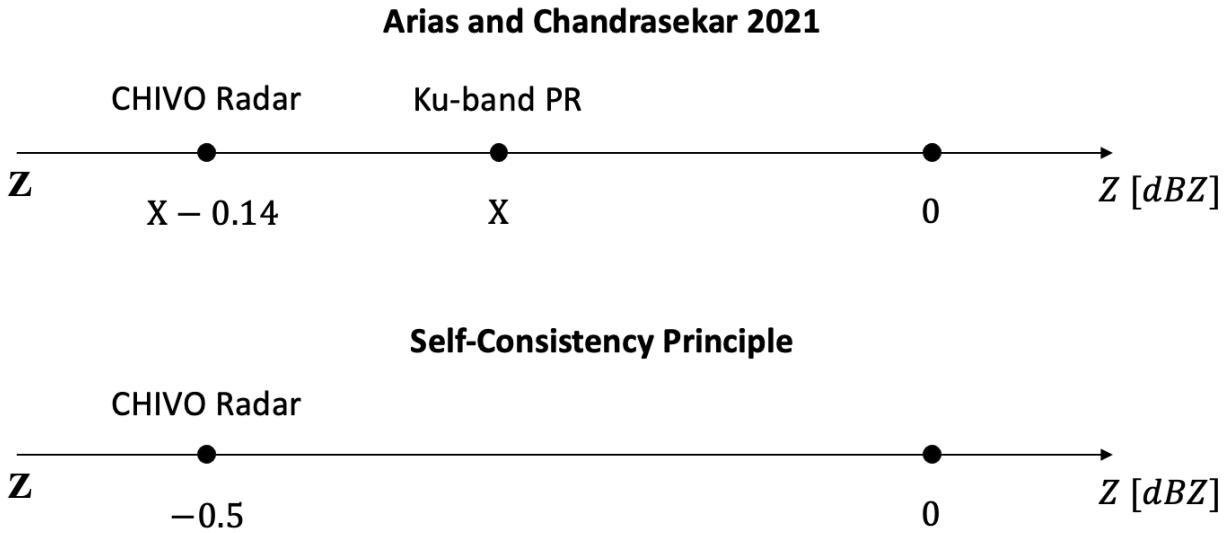 Arias and Chandrasekar 2021
CHIVO Radar
Ku-band PR
Z
X − 0.14
X
0
Z [dBZ]
Self-Consistency Principle
CHIVO Radar
Z
−0.5
0
Z [dBZ]